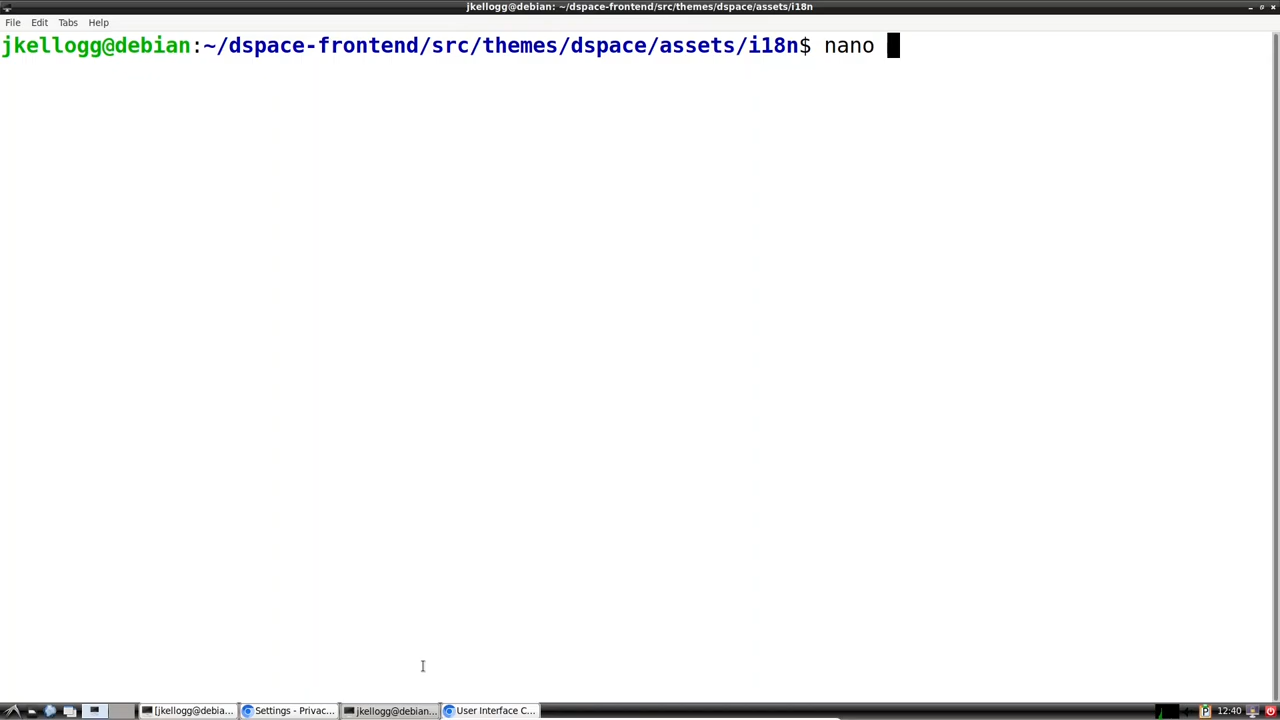 jkellogg@debian: ~/dspace-frontend/src/themes/dspace/assets/i18n
File Edit Tabs Help
jkellogg@debian:~/dspace-frontend/src/themes/dspace/assets/i18n$ nano
[jkellogg@debia... Settings - Privac... jkellogg@debian... User Interface C... 12:40